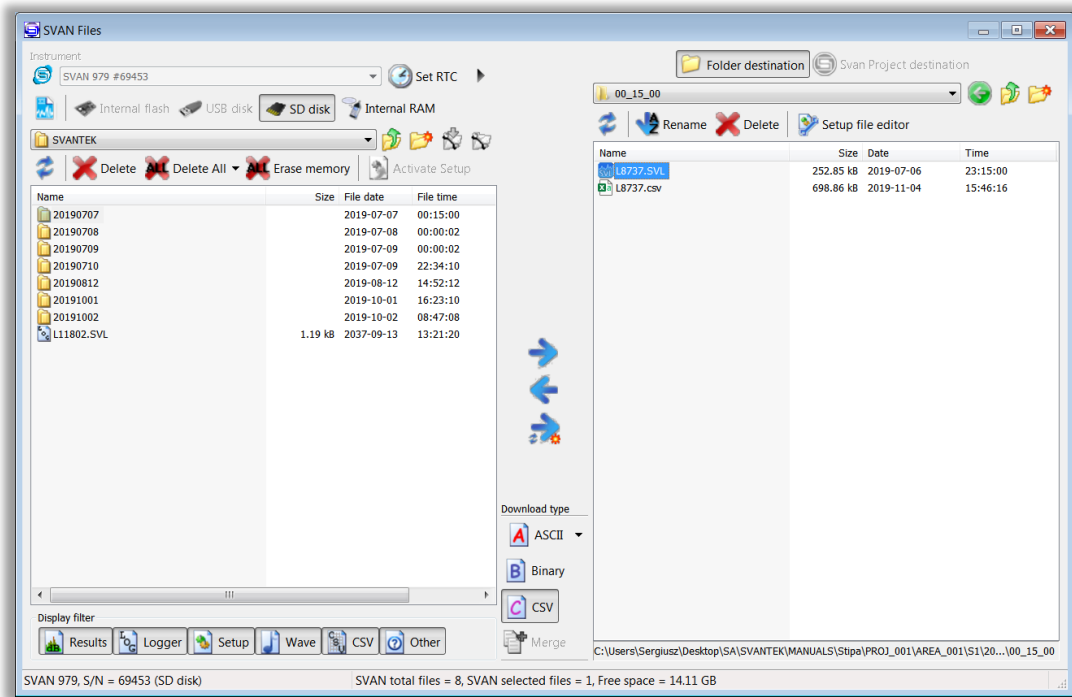 SVAN Files
Instrument
SVAN 979 #69453
Set RTC
Internal flash USB disk SD disk Internal RAM
SVANTEK
Delete Delete All Erase memory Activate Setup
Name Size File date File time
20190707 2019-07-07 00:15:00
20190708 2019-07-08 00:00:02
20190709 2019-07-09 00:00:02
20190710 2019-07-09 22:34:10
20190812 2019-08-12 14:52:12
20191001 2019-10-01 16:23:10
20191002 2019-10-02 08:47:08
L11802.SVL 1.19 kB 2037-09-13 13:21:20
Display filter
Results Logger Setup Wave CSV Other
Download type
ASCII
Binary
CSV
Merge
Folder destination Svan Project destination
00_15_00
Rename Delete Setup file editor
Name Size Date Time
L8737.SVL 252.85 kB 2019-07-06 23:15:00
L8737.csv 698.86 kB 2019-11-04 15:46:16
C:\Users\Sergiusz\Desktop\SA\SVANTEK\MANUALS\Stipa\PROJ_001\AREA_001\S1\20...\00_15_00
SVAN 979, S/N = 69453 (SD disk) SVAN total files = 8, SVAN selected files = 1, Free space = 14.11 GB